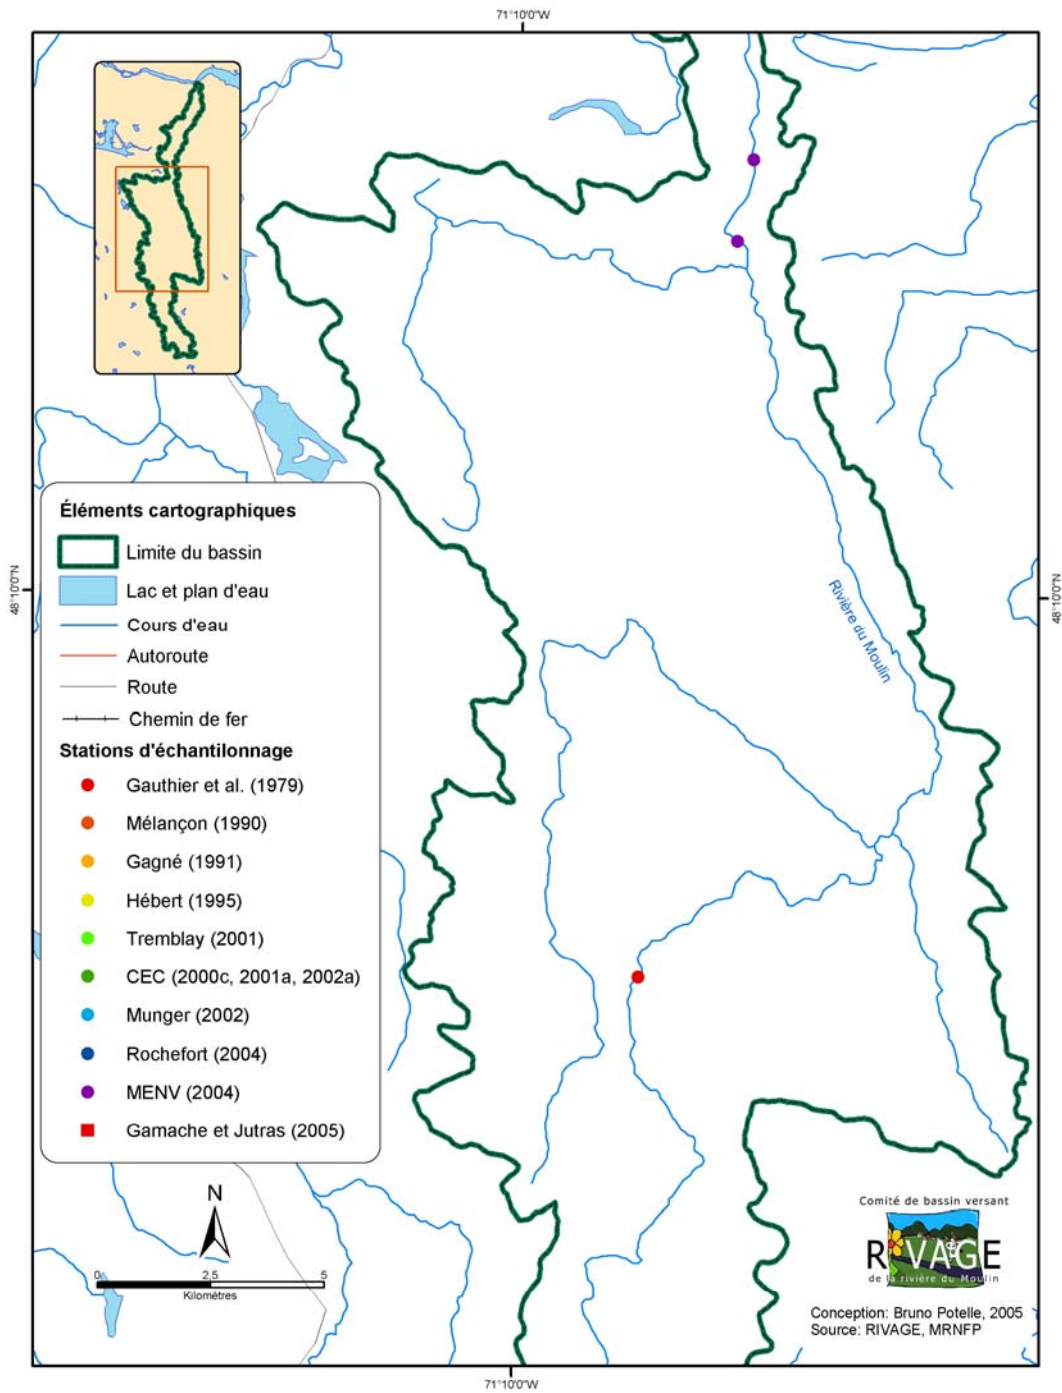 71°10'0"W
48°10'0"N
48°10'0"N
Rivière du Moulin
Éléments cartographiques
Limite du bassin
Lac et plan d'eau
Cours d'eau
Autoroute
Route
Chemin de fer
Stations d'échantilonnage
Gauthier et al. (1979)
Mélançon (1990)
Gagné (1991)
Hébert (1995)
Tremblay (2001)
CEC (2000c, 2001a, 2002a)
Munger (2002)
Rochefort (2004)
MENV (2004)
Gamache et Jutras (2005)
N
0 2,5 5
Kilométres
Comité de bassin versant
RIVAGE
de la rivière du Moulin
Conception: Bruno Potelle, 2005
Source: RIVAGE, MRNFP
71°10'0"W